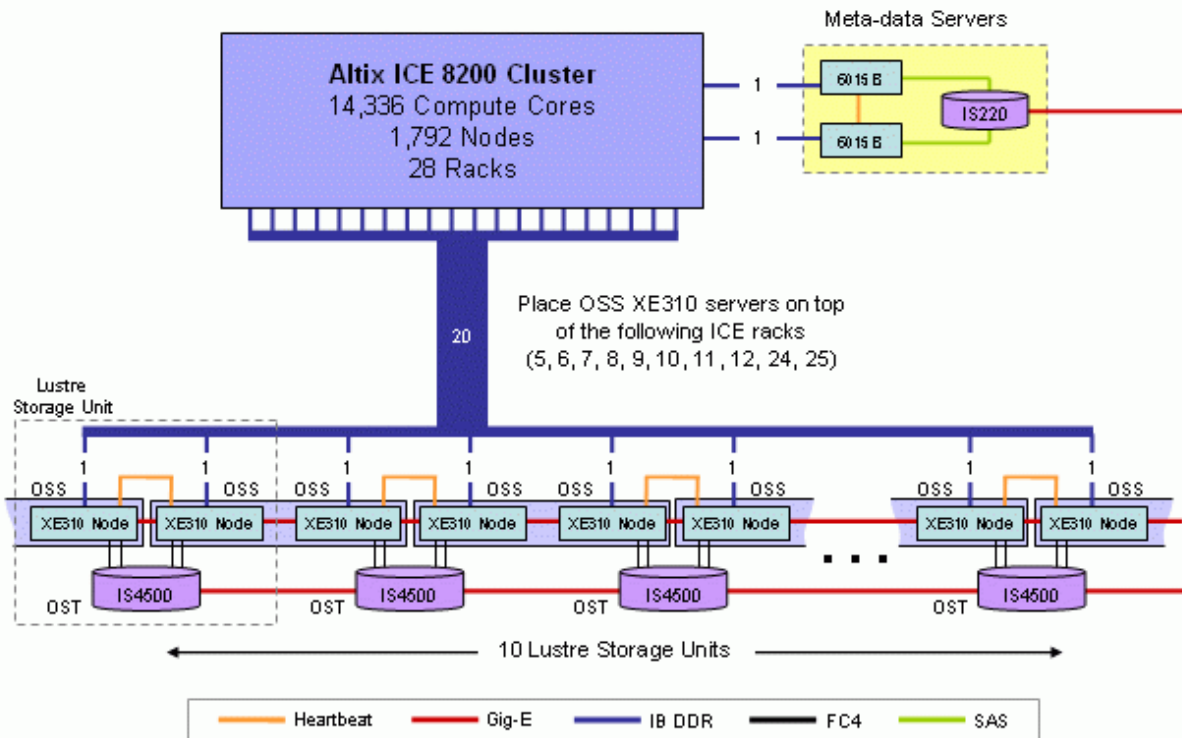 Meta-data Servers
Altix ICE 8200 Cluster
14,336 Compute Cores
1,792 Nodes
28 Racks
1
1
6015B
6015B
IS220
Place OSS XE310 servers on top
of the following ICE racks
(5, 6, 7, 8, 9, 10, 11, 12, 24, 25)
20
Lustre
Storage Unit
1 1 1 1 1 1 1 1
OSS OSS OSS OSS OSS OSS OSS OSS
XE310 Node XE310 Node XE310 Node XE310 Node XE310 Node XE310 Node XE310 Node XE310 Node
. . .
IS4500 IS4500 IS4500 IS4500
OST OST OST OST
10 Lustre Storage Units
Heartbeat Gig-E IB DDR FC4 SAS